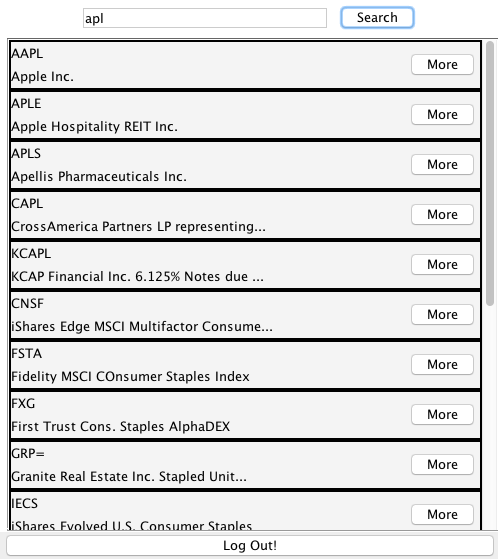 apl
Search
AAPL
Apple Inc.
More
APLE
Apple Hospitality REIT Inc.
More
APLS
Apellis Pharmaceuticals Inc.
More
CAPL
CrossAmerica Partners LP representing...
More
KCAPL
KCAP Financial Inc. 6.125% Notes due ...
More
CNSF
iShares Edge MSCI Multifactor Consume...
More
FSTA
Fidelity MSCI COnsumer Staples Index
More
FXG
First Trust Cons. Staples AlphaDEX
More
GRP=
Granite Real Estate Inc. Stapled Unit...
More
IECS
iShares Evolved U.S. Consumer Staples
More
Log Out!